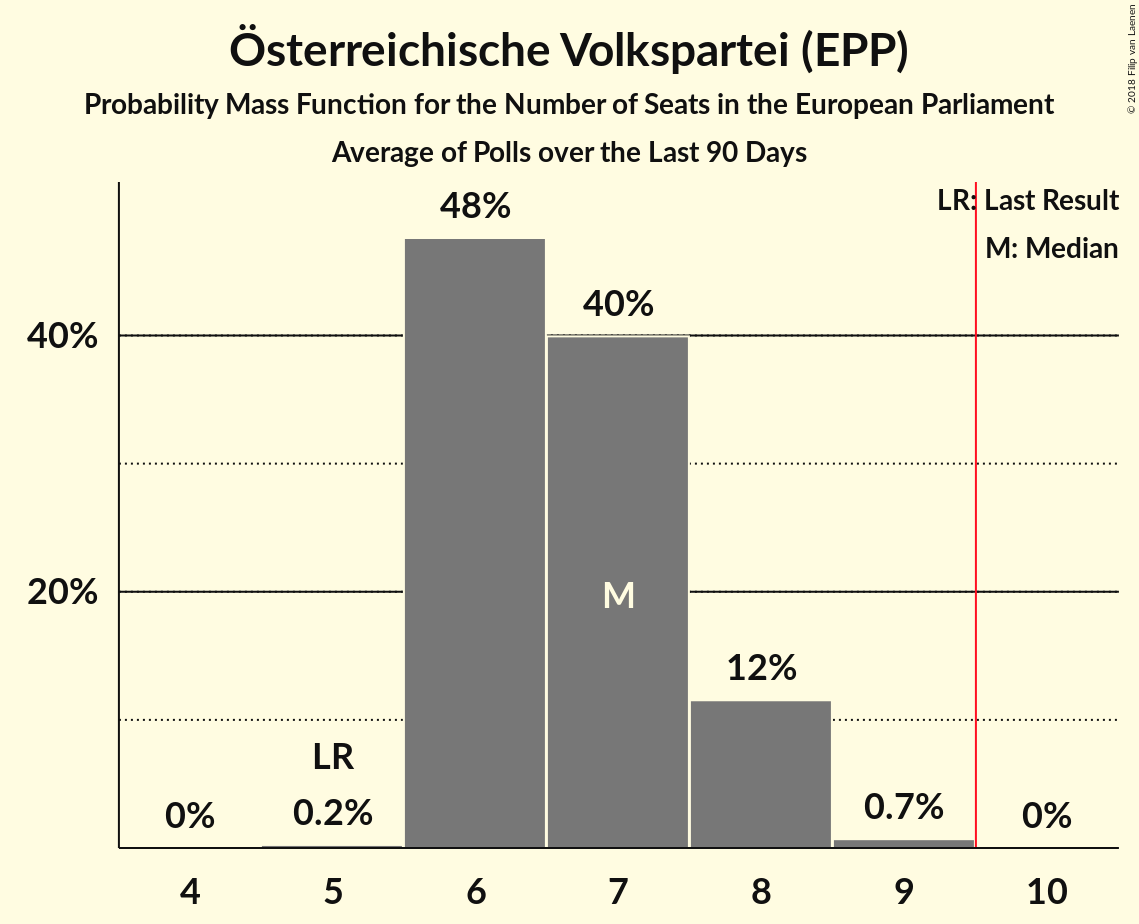 Österreichische Volkspartei (EPP)
Probability Mass Function for the Number of Seats in the European Parliament
Average of Polls over the Last 90 Days
© 2018 Filip van Laenen
LR: Last Result
M: Median
48%
40%
40%
20%
M
12%
LR
0%
0.2%
0.7%
0%
4 5 6 7 8 9 10